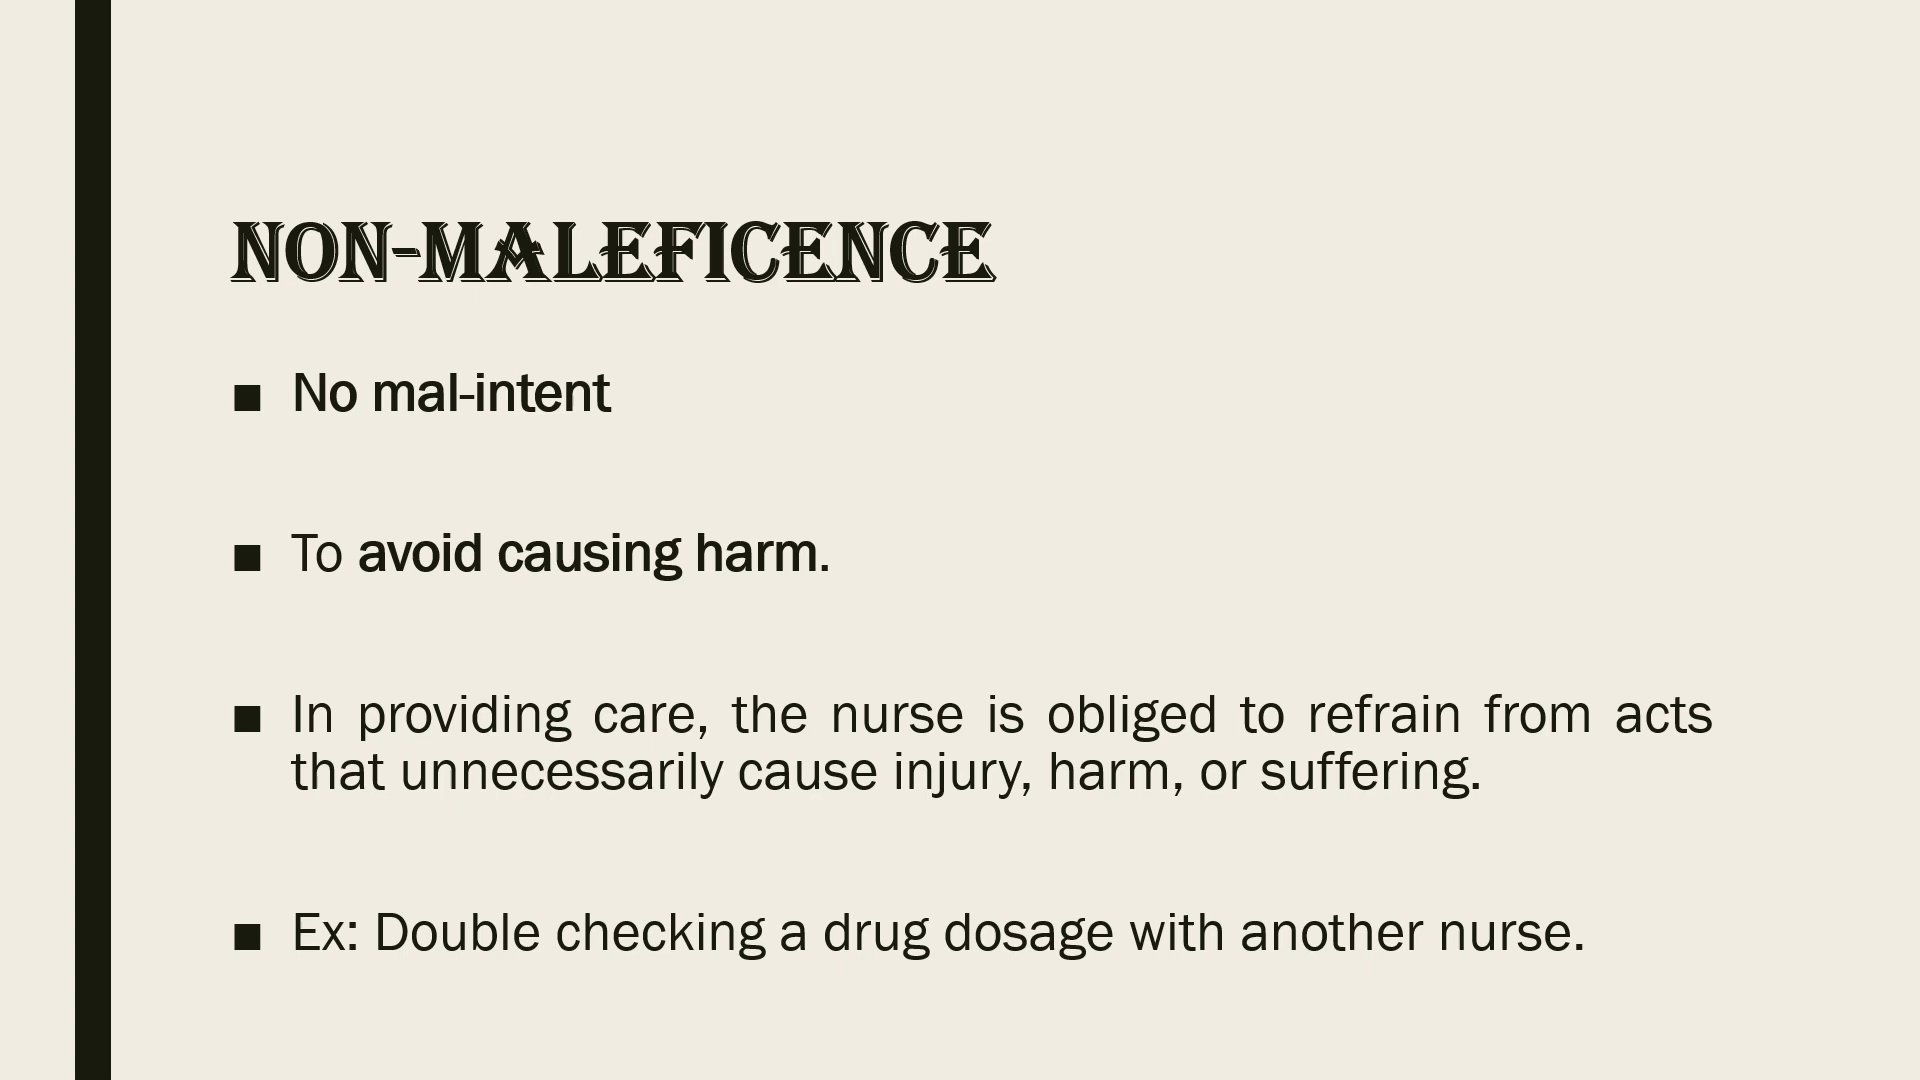 NON-MALEFICENCE
■ No mal-intent
■ To avoid causing harm.
■ In providing care, the nurse is obliged to refrain from acts
that unnecessarily cause injury, harm, or suffering.
■ Ex: Double checking a drug dosage with another nurse.